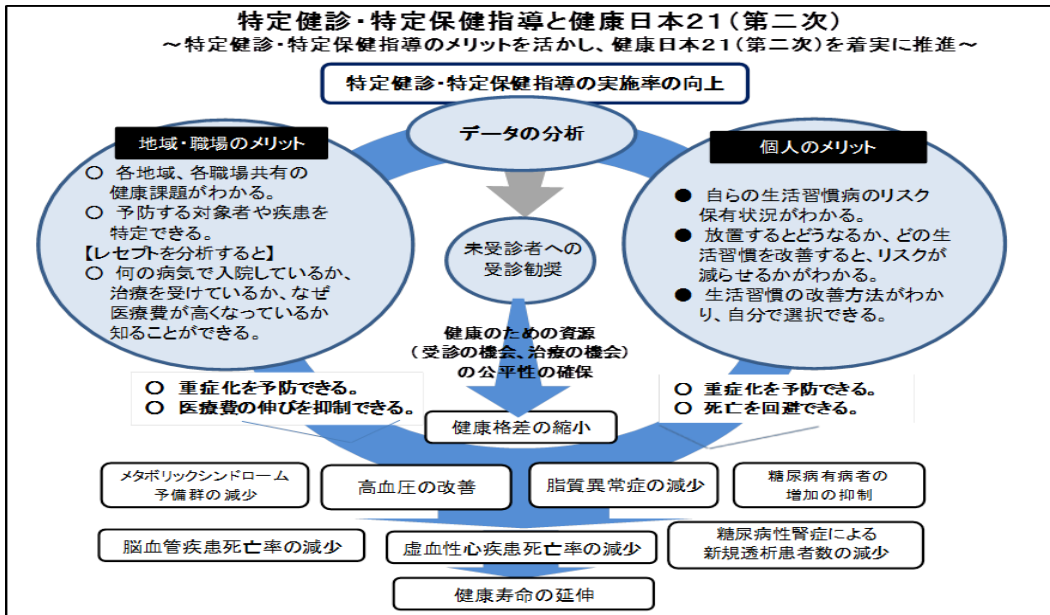 特定健診・特定保健指導と健康日本21(第二次)
～特定健診・特定保健指導のメリットを活かし、健康日本21(第二次)を着実に推進～
特定健診・特定保健指導の実施率の向上
データの分析
地域・職場のメリット
○ 各地域、各職場共有の
健康課題がわかる。
○ 予防する対象者や疾患を
特定できる。
【レセプトを分析すると】
○ 何の病気で入院しているか、
治療を受けているか、なぜ
医療費が高くなっているか
知ることができる。
個人のメリット
● 自らの生活習慣病のリスク
保有状況がわかる。
● 放置するとどうなるか、どの生
活習慣を改善すると、リスクが
減らせるかがわかる。
● 生活習慣の改善方法がわか
り、自分で選択できる。
未受診者への
受診勧奨
健康のための資源
(受診の機会、治療の機会)
の公平性の確保
○ 重症化を予防できる。
○ 医療費の伸びを抑制できる。
○ 重症化を予防できる。
○ 死亡を回避できる。
健康格差の縮小
メタボリックシンドローム
予備群の減少
高血圧の改善
脂質異常症の減少
糖尿病有病者の
増加の抑制
脳血管疾患死亡率の減少
虚血性心疾患死亡率の減少
糖尿病性腎症による
新規透析患者数の減少
健康寿命の延伸